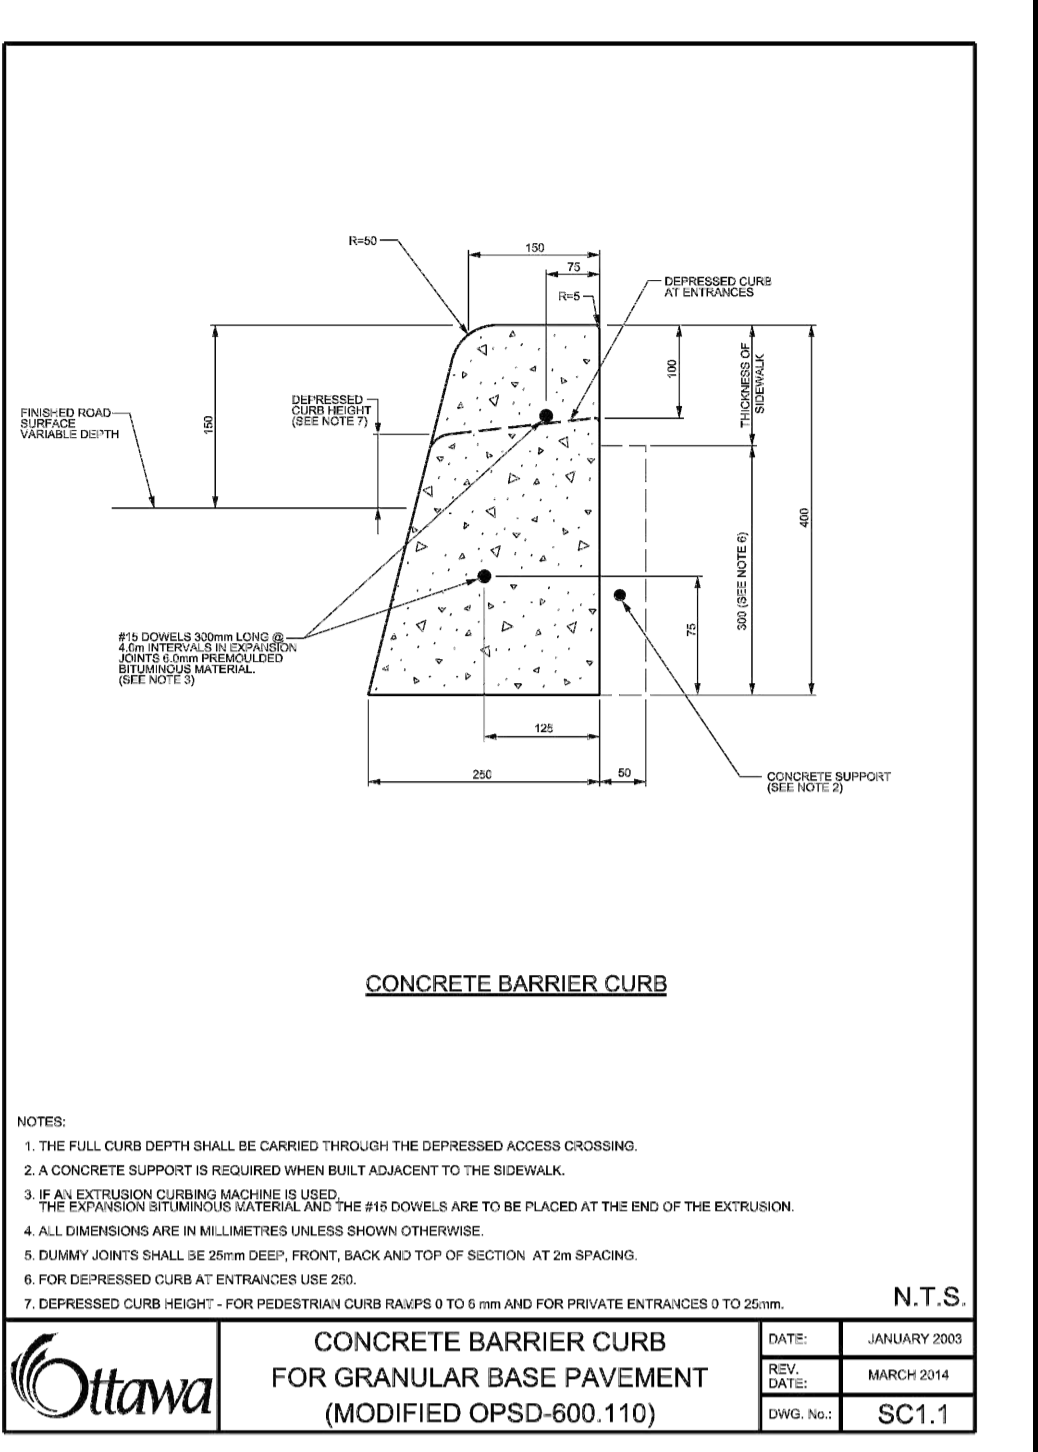 R=50
150
75
R=5
DEPRESSED CURB
AT ENTRANCES
100
THICKNESS OF
SIDEWALK
150
DEPRESSED
CURB HEIGHT
(SEE NOTE 7)
FINISHED ROAD
SURFACE
VARIABLE DEPTH
400
300 (SEE NOTE 6)
75
#15 DOWELS 300mm LONG @
4.0m INTERVALS IN EXPANSION
JOINTS 6.0mm PREMOULDED
BITUMINOUS MATERIAL.
(SEE NOTE 3)
125
250
50
CONCRETE SUPPORT
(SEE NOTE 2)
CONCRETE BARRIER CURB
NOTES:
1. THE FULL CURB DEPTH SHALL BE CARRIED THROUGH THE DEPRESSED ACCESS CROSSING.
2. A CONCRETE SUPPORT IS REQUIRED WHEN BUILT ADJACENT TO THE SIDEWALK.
3. IF AN EXTRUSION CURBING MACHINE IS USED,
THE EXPANSION BITUMINOUS MATERIAL AND THE #15 DOWELS ARE TO BE PLACED AT THE END OF THE EXTRUSION.
4. ALL DIMENSIONS ARE IN MILLIMETRES UNLESS SHOWN OTHERWISE.
5. DUMMY JOINTS SHALL BE 25mm DEEP, FRONT, BACK AND TOP OF SECTION AT 2m SPACING.
6. FOR DEPRESSED CURB AT ENTRANCES USE 250.
7. DEPRESSED CURB HEIGHT - FOR PEDESTRIAN CURB RAMPS 0 TO 6 mm AND FOR PRIVATE ENTRANCES 0 TO 25mm.
N.T.S.
Ottawa
CONCRETE BARRIER CURB
FOR GRANULAR BASE PAVEMENT
(MODIFIED OPSD-600.110)
DATE: JANUARY 2003
REV.
DATE: MARCH 2014
DWG. No.: SC1.1